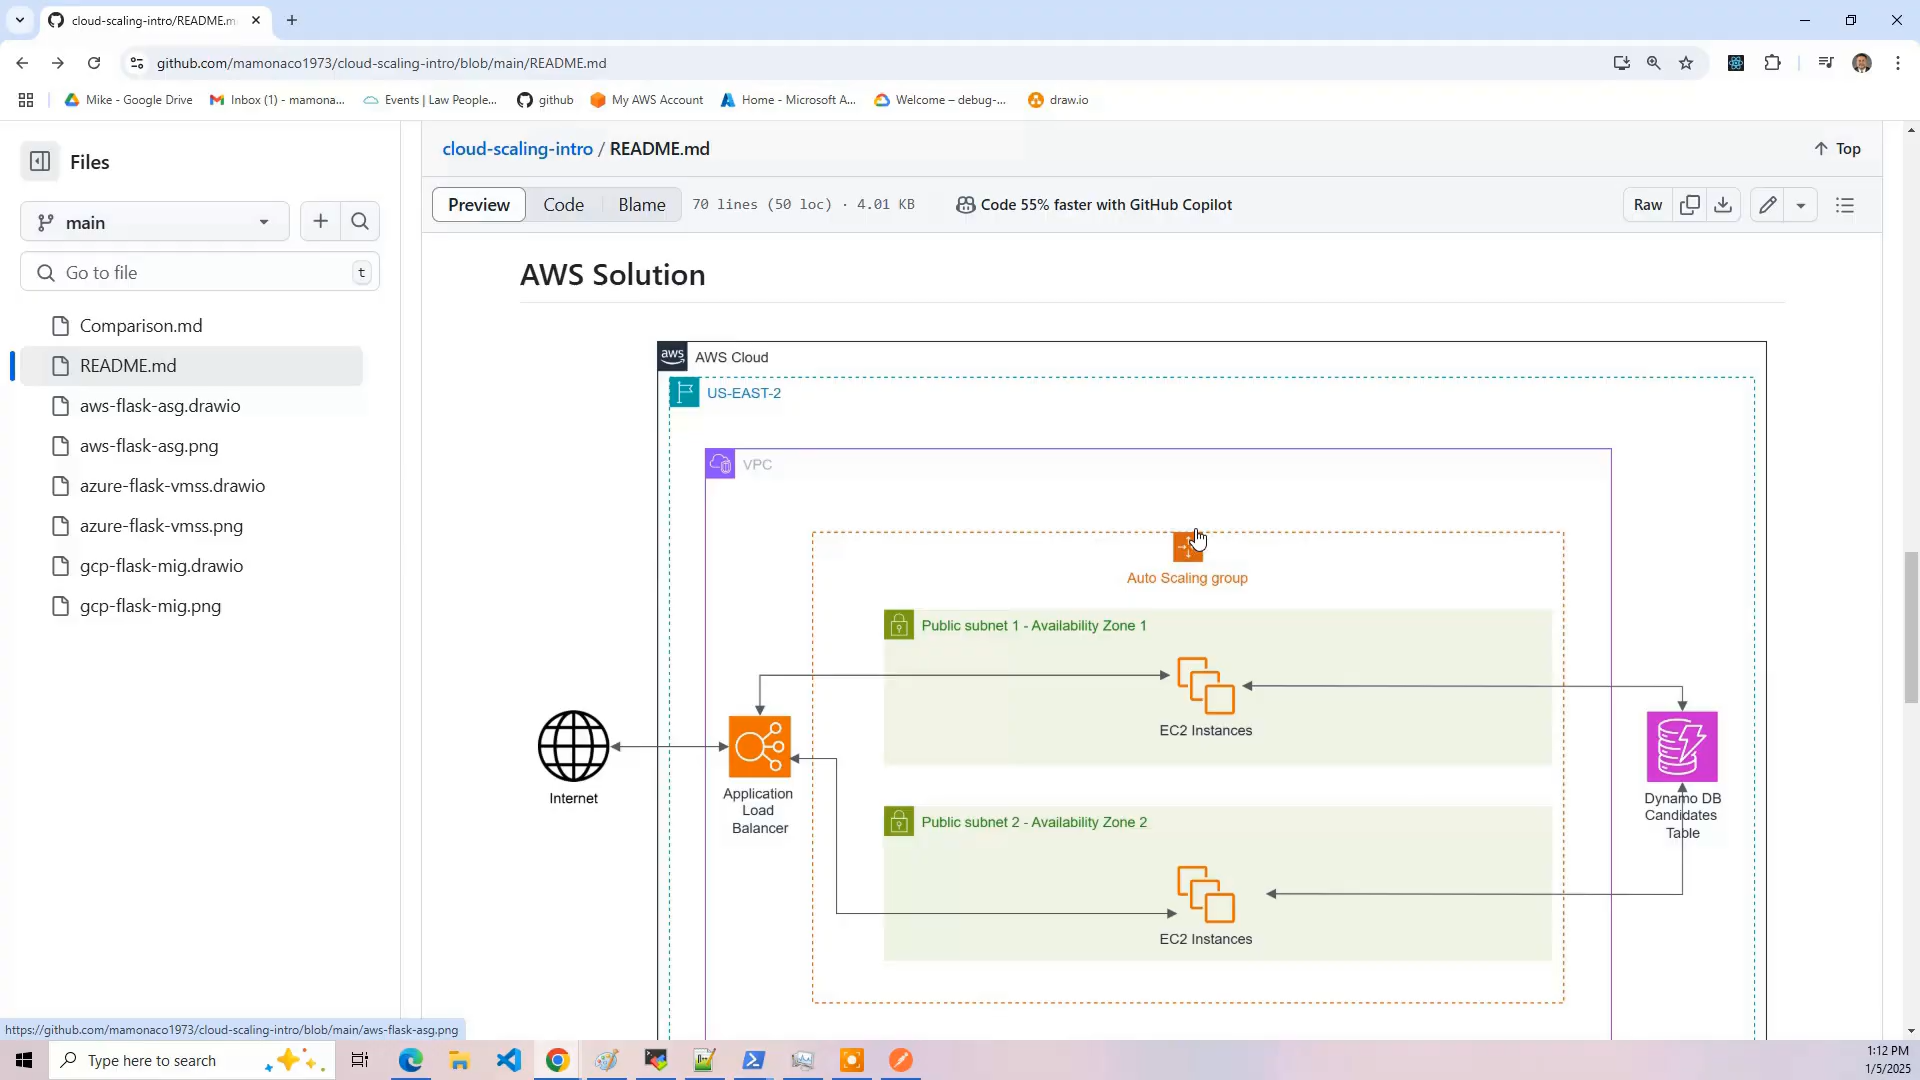 cloud-scaling-intro/README.m
github.com/mamonaco1973/cloud-scaling-intro/blob/main/README.md
Mike - Google Drive
Inbox (1) - mamona...
Events | Law People...
github
My AWS Account
Home - Microsoft A...
Welcome – debug-...
draw.io
Files
cloud-scaling-intro / README.md
Top
main
Preview
Code
Blame
70 lines (50 loc) · 4.01 KB
Code 55% faster with GitHub Copilot
Raw
Go to file
t
Comparison.md
README.md
aws-flask-asg.drawio
aws-flask-asg.png
azure-flask-vmss.drawio
azure-flask-vmss.png
gcp-flask-mig.drawio
gcp-flask-mig.png
AWS Solution
aws
AWS Cloud
US-EAST-2
VPC
Auto Scaling group
Public subnet 1 - Availability Zone 1
EC2 Instances
Internet
Application
Load
Balancer
Dynamo DB
Candidates
Table
Public subnet 2 - Availability Zone 2
EC2 Instances
https://github.com/mamonaco1973/cloud-scaling-intro/blob/main/aws-flask-asg.png
Type here to search
1:12 PM
1/5/2025